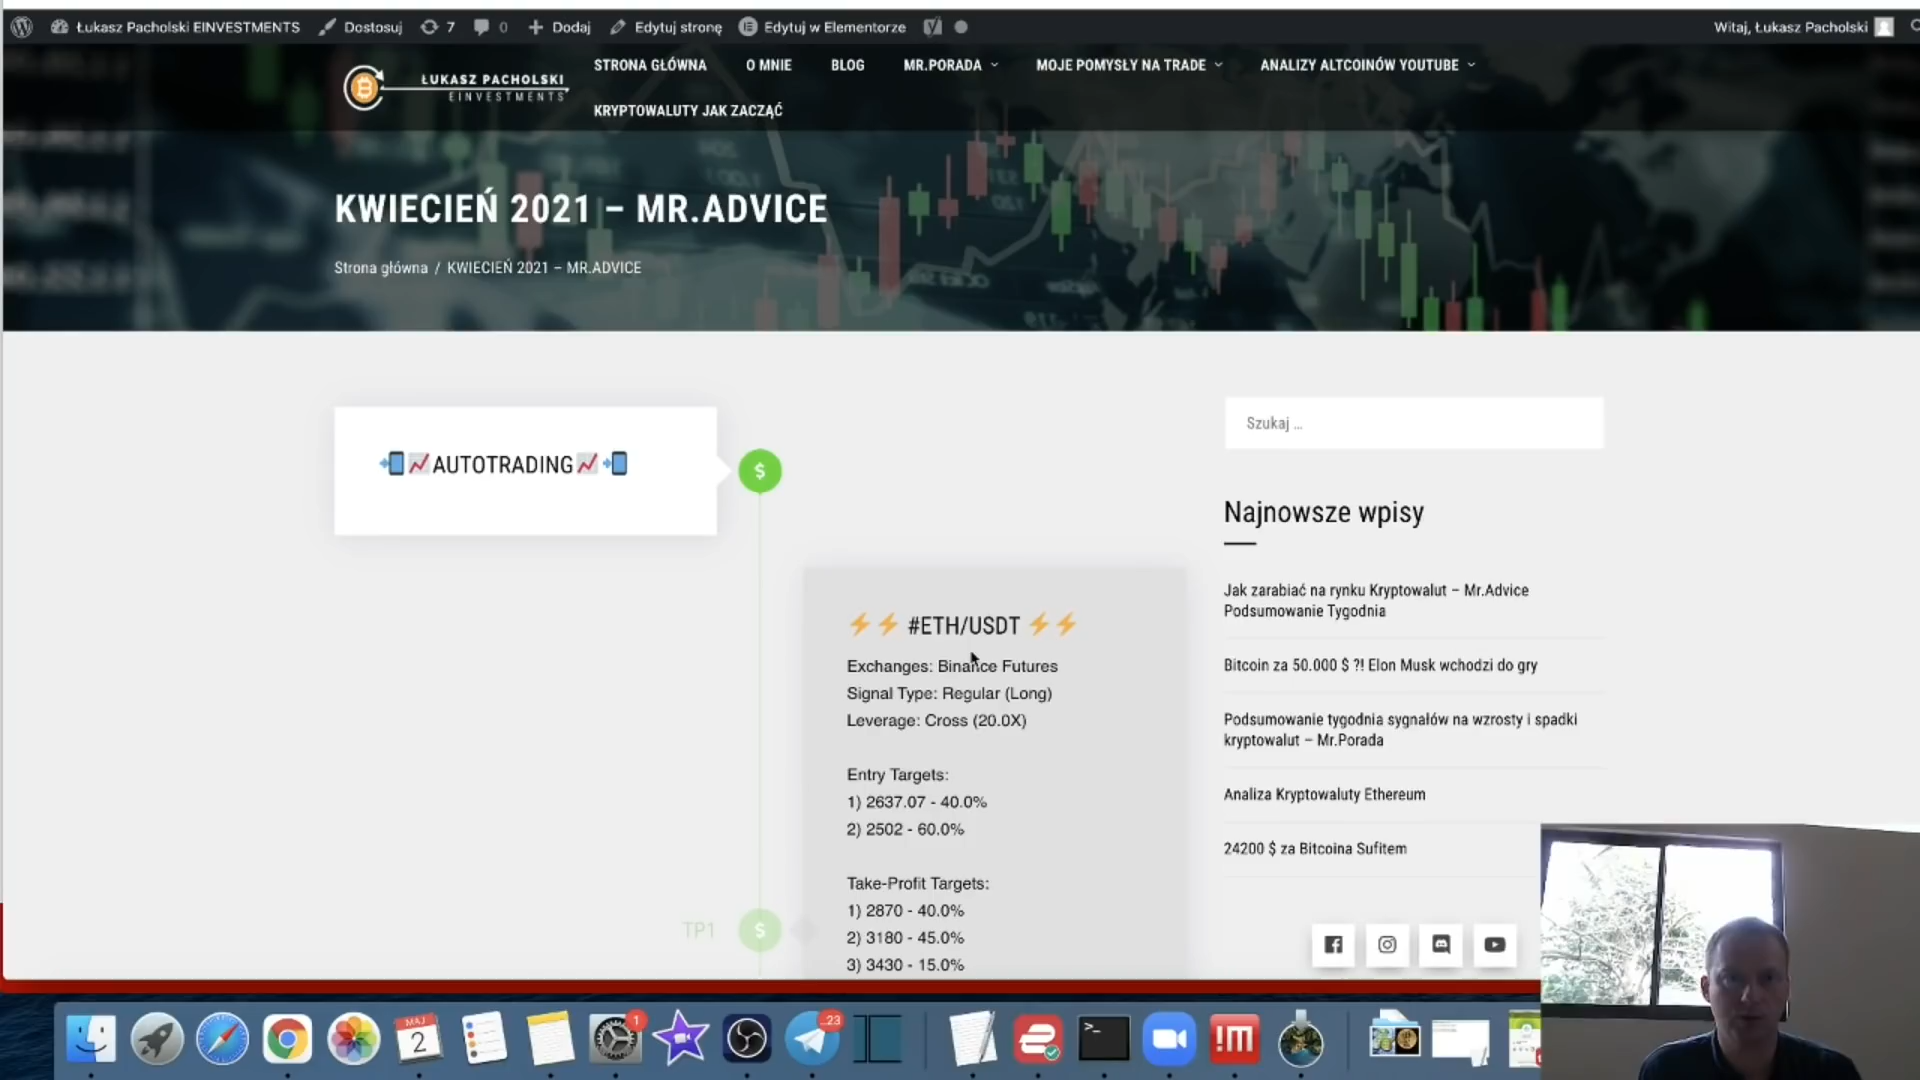 Łukasz Pacholski EINVESTMENTS Dostosuj 7 0 Dodaj Edytuj stronę Edytuj w Elementorze Witaj, Łukasz Pacholski
ŁUKASZ PACHOLSKI
EINVESTMENTS
STRONA GŁÓWNA O MNIE BLOG MR.PORADA MOJE POMYSŁY NA TRADE ANALIZY ALTCOINÓW YOUTUBE
KRYPTOWALUTY JAK ZACZĄĆ
KWIECIEŃ 2021 – MR.ADVICE
Strona główna / KWIECIEŃ 2021 – MR.ADVICE
AUTOTRADING
$
#ETH/USDT
Exchanges: Binance Futures
Signal Type: Regular (Long)
Leverage: Cross (20.0X)
Entry Targets:
1) 2637.07 - 40.0%
2) 2502 - 60.0%
Take-Profit Targets:
1) 2870 - 40.0%
2) 3180 - 45.0%
3) 3430 - 15.0%
TP1 $
Szukaj ...
Najnowsze wpisy
Jak zarabiać na rynku Kryptowalut – Mr.Advice
Podsumowanie Tygodnia
Bitcoin za 50.000 $ ?! Elon Musk wchodzi do gry
Podsumowanie tygodnia sygnałów na wzrosty i spadki
kryptowalut – Mr.Porada
Analiza Kryptowaluty Ethereum
24200 $ za Bitcoina Sufitem
MAJ
2
1
23
>_
!M